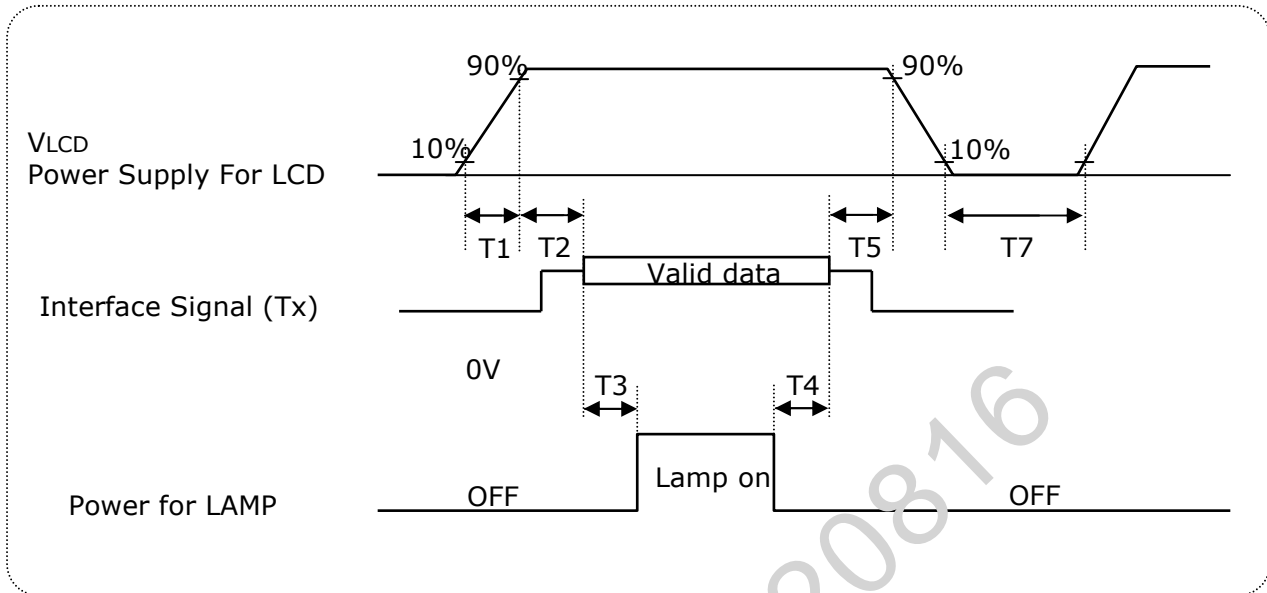 90%
90%
VLCD
10%
10%
Power Supply For LCD
T1
T2
T5
T7
Valid data
Interface Signal (Tx)
0V
T3
T4
Lamp on
Power for LAMP
OFF
OFF
20816